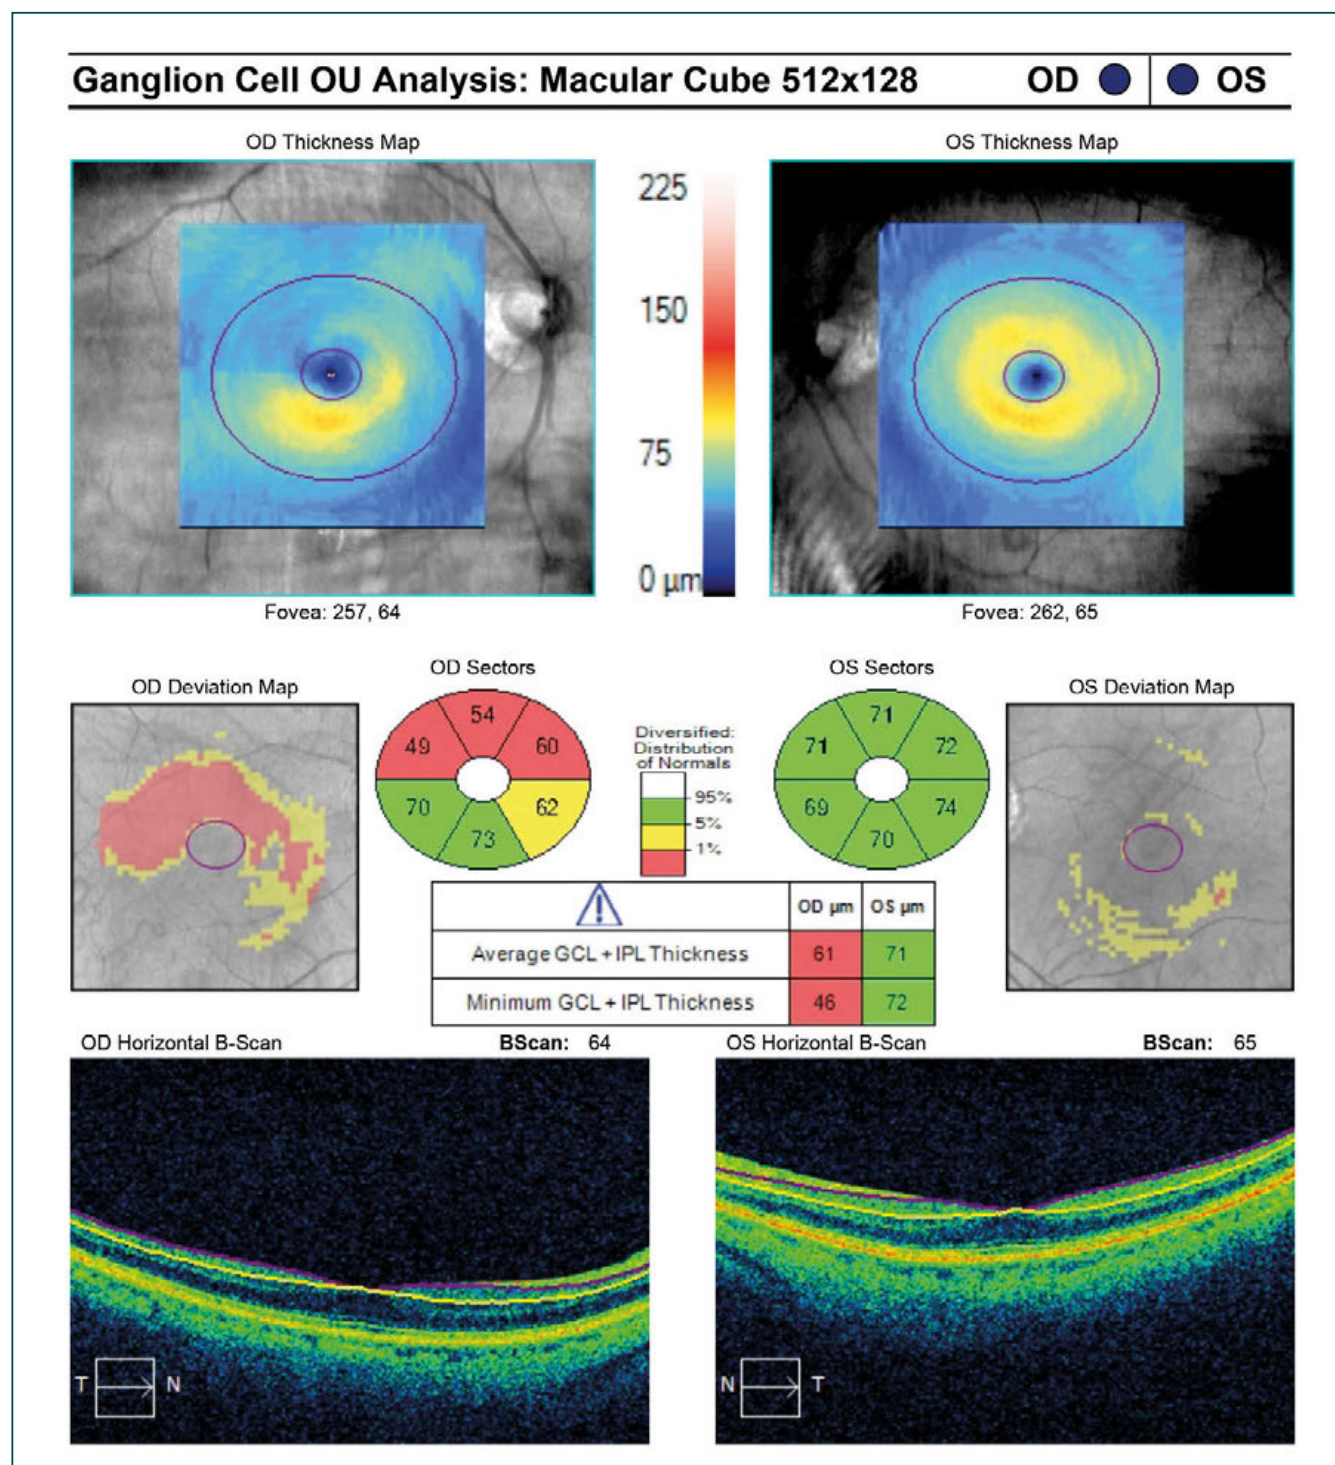 Ganglion Cell OU Analysis: Macular Cube 512x128 OD OS
OD Thickness Map
OS Thickness Map
225
150
75
0 µm
Fovea: 257, 64
Fovea: 262, 65
OD Deviation Map
OD Sectors
54
49
60
70
62
73
Diversified:
Distribution
of Normals
95%
5%
1%
OS Sectors
71
71
72
69
74
70
OS Deviation Map
OD µm OS µm
Average GCL + IPL Thickness 61 71
Minimum GCL + IPL Thickness 46 72
OD Horizontal B-Scan BScan: 64
OS Horizontal B-Scan BScan: 65
T N
N T